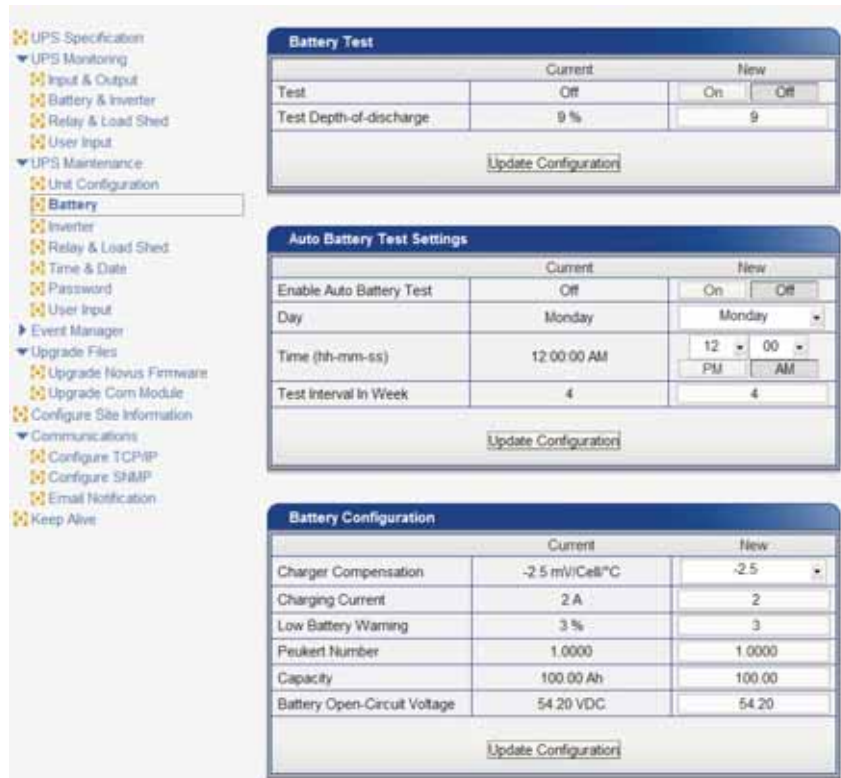 UPS Specification
UPS Monitoring
Input & Output
Battery & Inverter
Relay & Load Shed
User Input
UPS Maintenance
Unit Configuration
Battery
Inverter
Relay & Load Shed
Time & Date
Password
User Input
Event Manager
Upgrade Files
Upgrade Novus Firmware
Upgrade Com Module
Configure Site Information
Communications
Configure TCP/IP
Configure SNMP
Email Notification
Keep Alive
Battery Test
Current New
Test Off On Off
Test Depth-of-discharge 9 % 9
Update Configuration
Auto Battery Test Settings
Current New
Enable Auto Battery Test Off On Off
Day Monday Monday
Time (hh-mm-ss) 12:00:00 AM 12 00
PM AM
Test Interval In Week 4 4
Update Configuration
Battery Configuration
Current New
Charger Compensation -2.5 mV/Cell/°C -2.5
Charging Current 2 A 2
Low Battery Warning 3 % 3
Peukert Number 1.0000 1.0000
Capacity 100.00 Ah 100.00
Battery Open-Circuit Voltage 54.20 VDC 54.20
Update Configuration